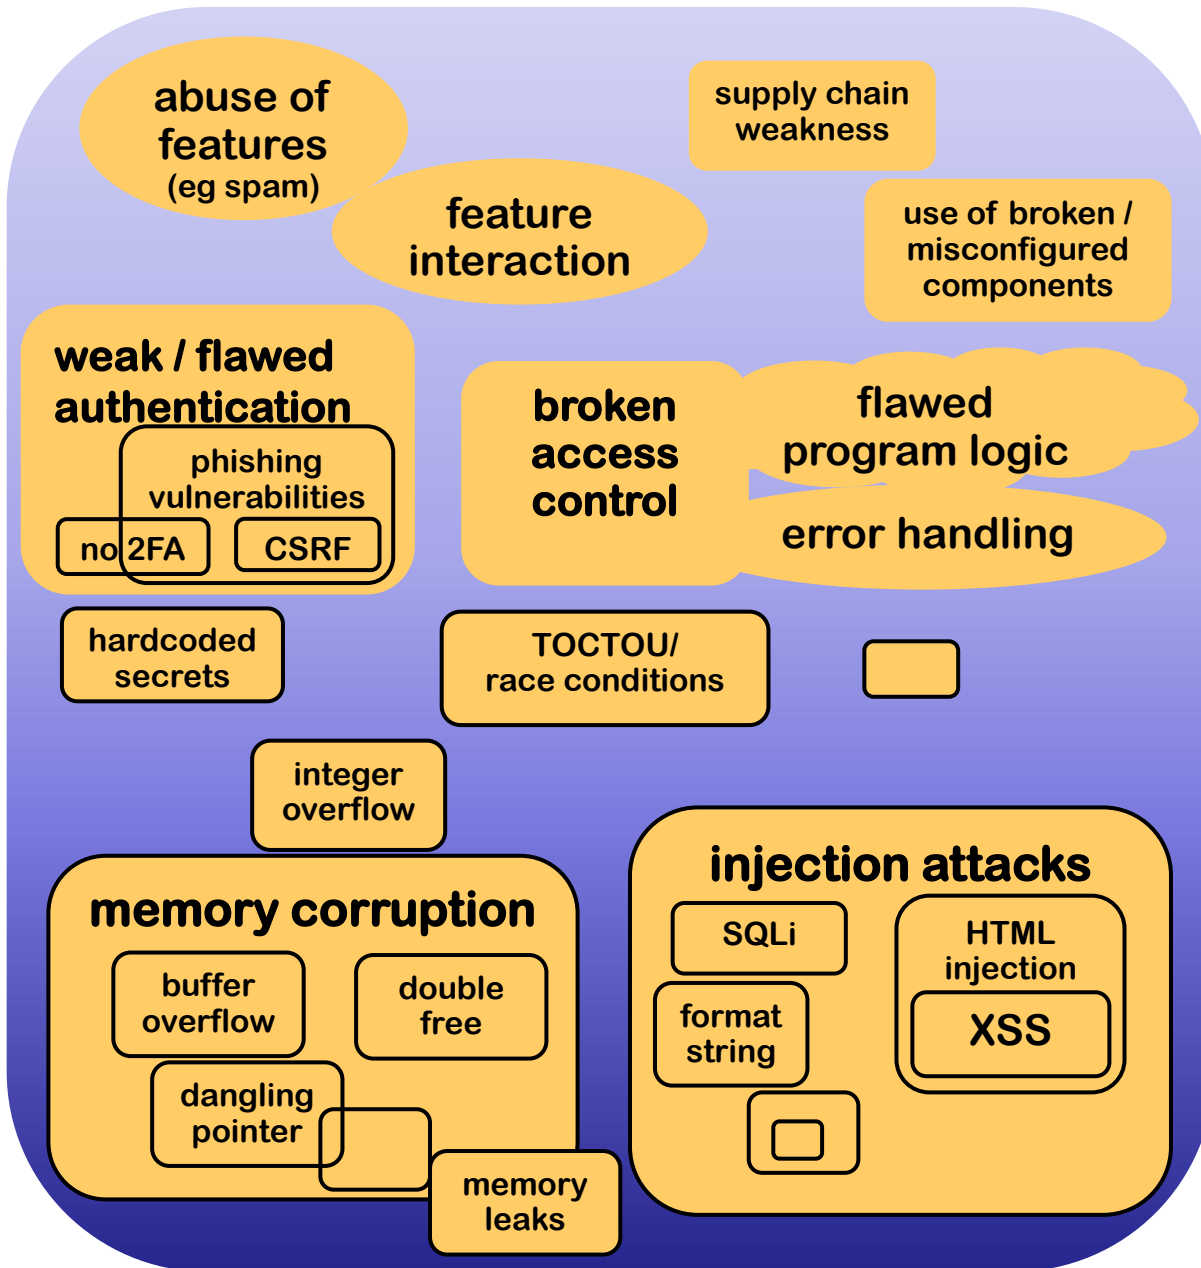 abuse of
features
(eg spam)
supply chain
weakness
feature
interaction
use of broken /
misconfigured
components
weak / flawed
authentication
phishing
vulnerabilities
no 2FA
CSRF
broken
access
control
flawed
program logic
error handling
hardcoded
secrets
TOCTOU/
race conditions
integer
overflow
memory corruption
buffer
overflow
double
free
dangling
pointer
memory
leaks
injection attacks
SQLi
format
string
HTML
injection
XSS